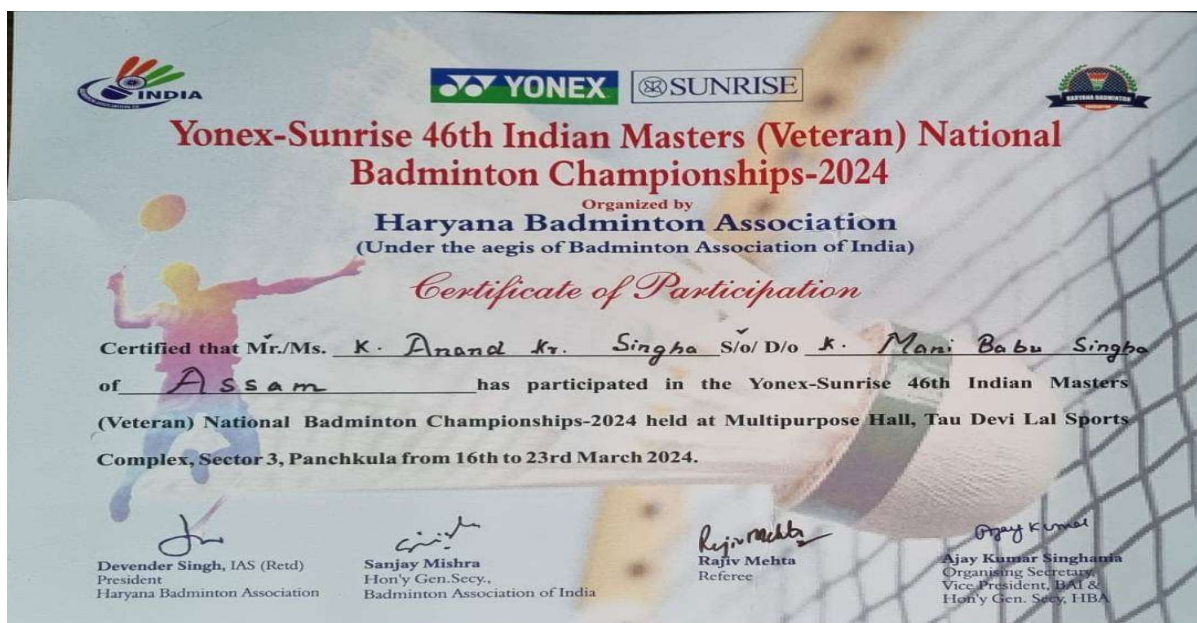 INDIA
YONEX SUNRISE
HARYANA BADMINTON
Yonex-Sunrise 46th Indian Masters (Veteran) National
Badminton Championships-2024
Organized by
Haryana Badminton Association
(Under the aegis of Badminton Association of India)
Certificate of Participation
Certified that Mr./Ms. K. Anand Kr. Singha S/o/ D/o K. Mani Babu Singha
of Assam has participated in the Yonex-Sunrise 46th Indian Masters
(Veteran) National Badminton Championships-2024 held at Multipurpose Hall, Tau Devi Lal Sports
Complex, Sector 3, Panchkula from 16th to 23rd March 2024.
Rajiv Mehta Ajay Kumar
Devender Singh, IAS (Retd)
President
Haryana Badminton Association
Sanjay Mishra
Hon'y Gen.Secy.,
Badminton Association of India
Rajiv Mehta
Referee
Ajay Kumar Singhania
Organising Secretary,
Vice President, BAI &
Hon'y Gen. Secy, HBA